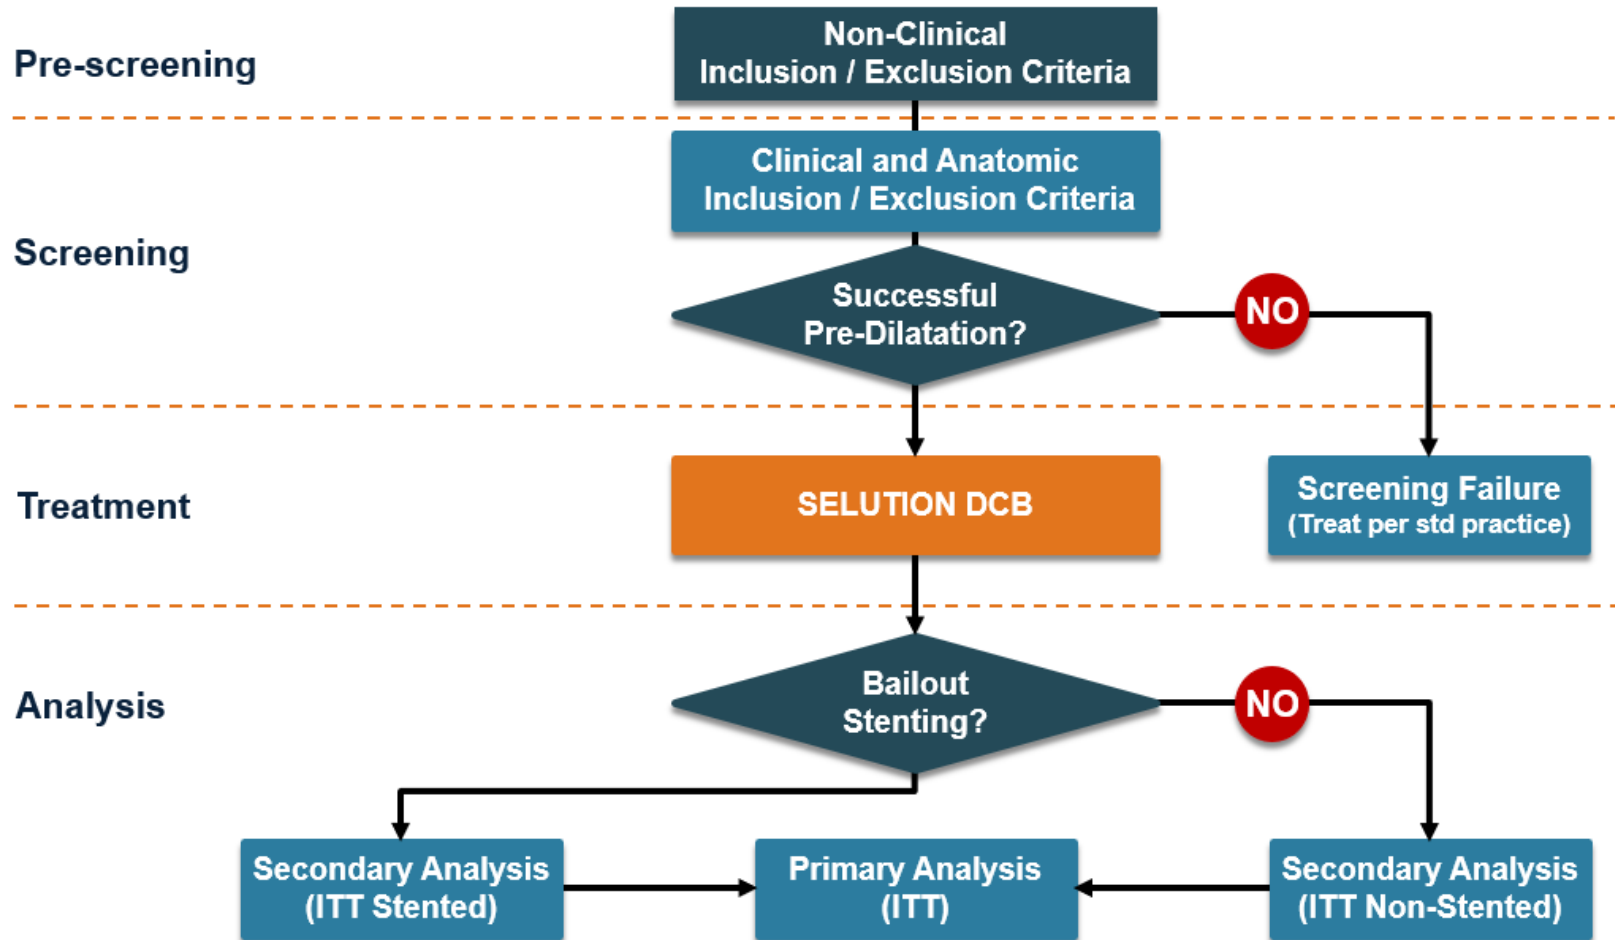 Pre-screening
Non-Clinical
Inclusion / Exclusion Criteria
Screening
Clinical and Anatomic
Inclusion / Exclusion Criteria
Successful
Pre-Dilatation?
NO
Treatment
SELUTION DCB
Screening Failure
(Treat per std practice)
Analysis
Bailout
Stenting?
NO
Secondary Analysis
(ITT Stented)
Primary Analysis
(ITT)
Secondary Analysis
(ITT Non-Stented)